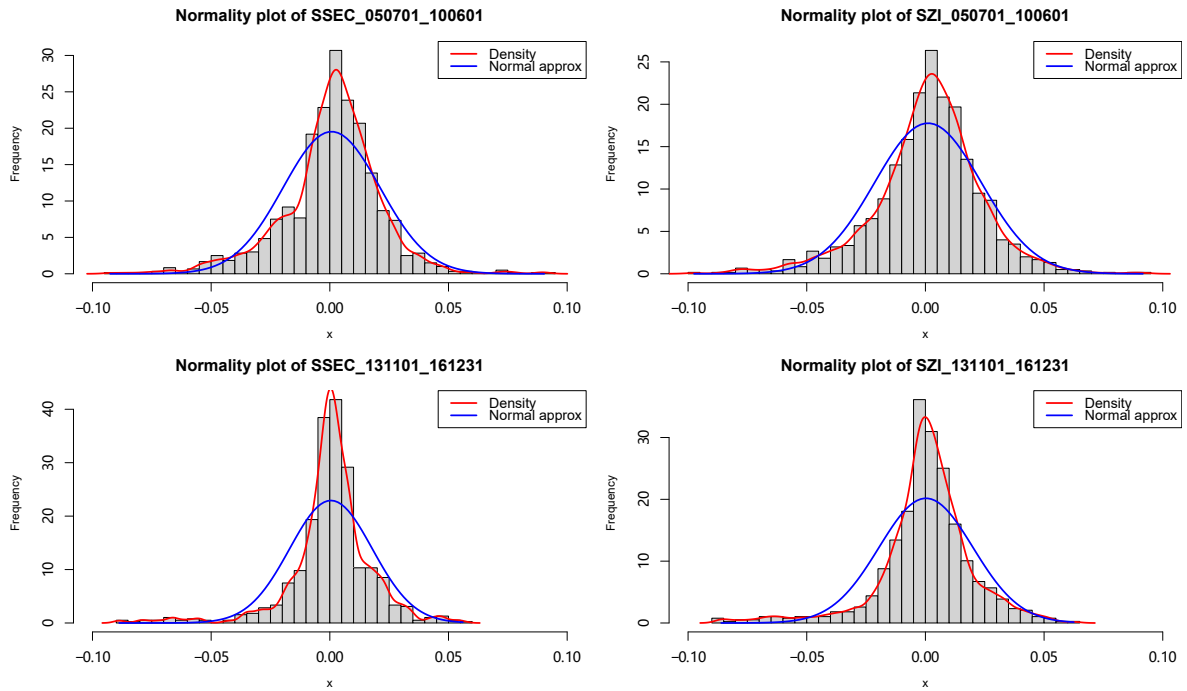 Normality plot of SSEC_050701_100601
Density
Normal approx
Frequency
0 5 10 15 20 25 30
−0.10 −0.05 0.00 0.05 0.10
x
Normality plot of SZI_050701_100601
Density
Normal approx
Frequency
0 5 10 15 20 25
−0.10 −0.05 0.00 0.05 0.10
x
Normality plot of SSEC_131101_161231
Density
Normal approx
Frequency
0 10 20 30 40
−0.10 −0.05 0.00 0.05 0.10
x
Normality plot of SZI_131101_161231
Density
Normal approx
Frequency
0 10 20 30
−0.10 −0.05 0.00 0.05 0.10
x